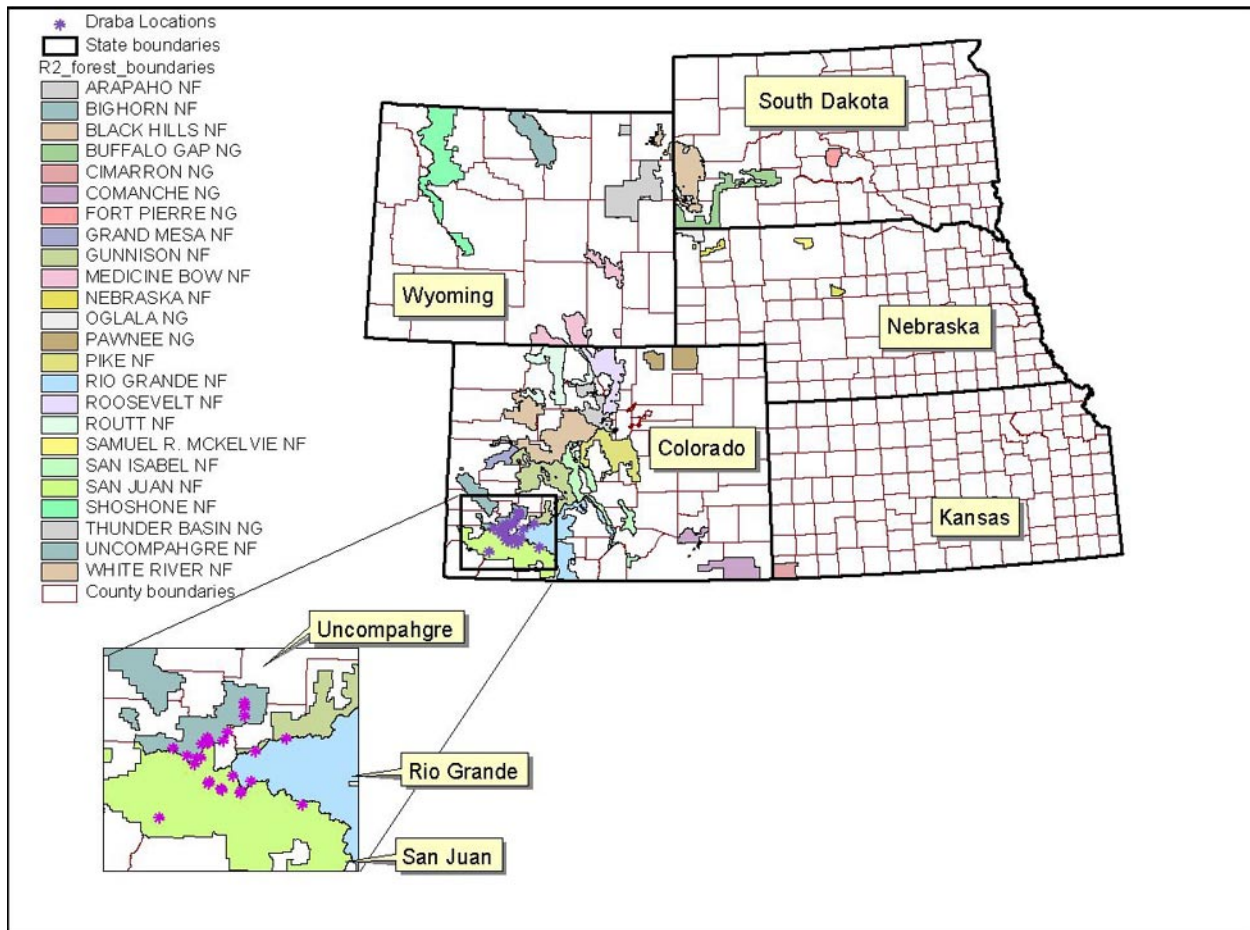 Draba Locations
State boundaries
R2_forest_boundaries
ARAPAHO NF
BIGHORN NF
BLACK HILLS NF
BUFFALO GAP NG
CIMARRON NG
COMANCHE NG
FORT PIERRE NG
GRAND MESA NF
GUNNISON NF
MEDICINE BOW NF
NEBRASKA NF
OGLALA NG
PAWNEE NG
PIKE NF
RIO GRANDE NF
ROOSEVELT NF
ROUTT NF
SAMUEL R. MCKELVIE NF
SAN ISABEL NF
SAN JUAN NF
SHOSHONE NF
THUNDER BASIN NG
UNCOMPAHGRE NF
WHITE RIVER NF
County boundaries
South Dakota
Wyoming
Nebraska
Colorado
Kansas
Uncompahgre
Rio Grande
San Juan